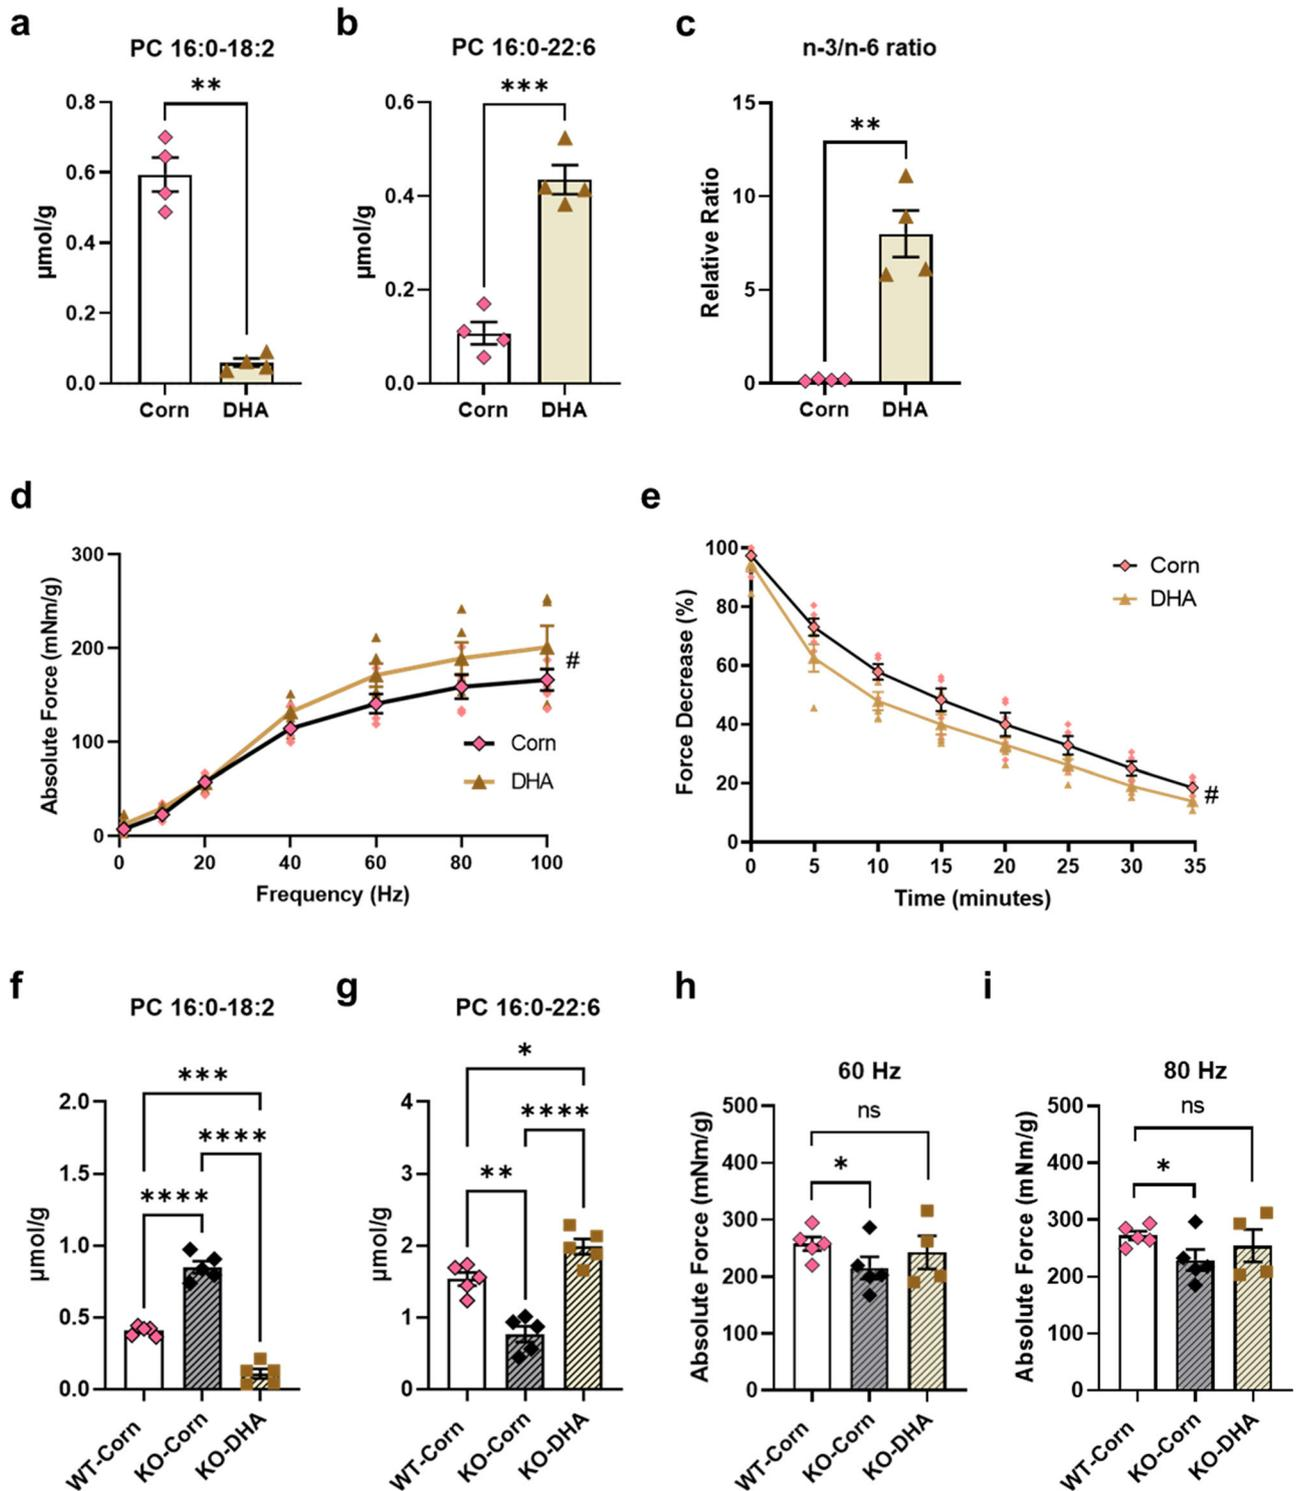 a
PC 16:0-18:2
**
0.8
0.6
0.4
0.2
0.0
µmol/g
Corn
DHA
b
PC 16:0-22:6
***
0.6
0.4
0.2
0.0
µmol/g
Corn
DHA
c
n-3/n-6 ratio
**
15
10
5
0
Relative Ratio
Corn
DHA
d
300
200
100
0
Absolute Force (mNm/g)
#
Corn
DHA
0 20 40 60 80 100
Frequency (Hz)
e
100
80
60
40
20
0
Force Decrease (%)
Corn
DHA
#
0 5 10 15 20 25 30 35
Time (minutes)
f
PC 16:0-18:2
***
****
****
2.0
1.5
1.0
0.5
0.0
µmol/g
WT-Corn
KO-Corn
KO-DHA
g
PC 16:0-22:6
*
****
**
4
3
2
1
0
µmol/g
WT-Corn
KO-Corn
KO-DHA
h
60 Hz
ns
*
500
400
300
200
100
0
Absolute Force (mNm/g)
WT-Corn
KO-Corn
KO-DHA
i
80 Hz
ns
*
500
400
300
200
100
0
Absolute Force (mNm/g)
WT-Corn
KO-Corn
KO-DHA